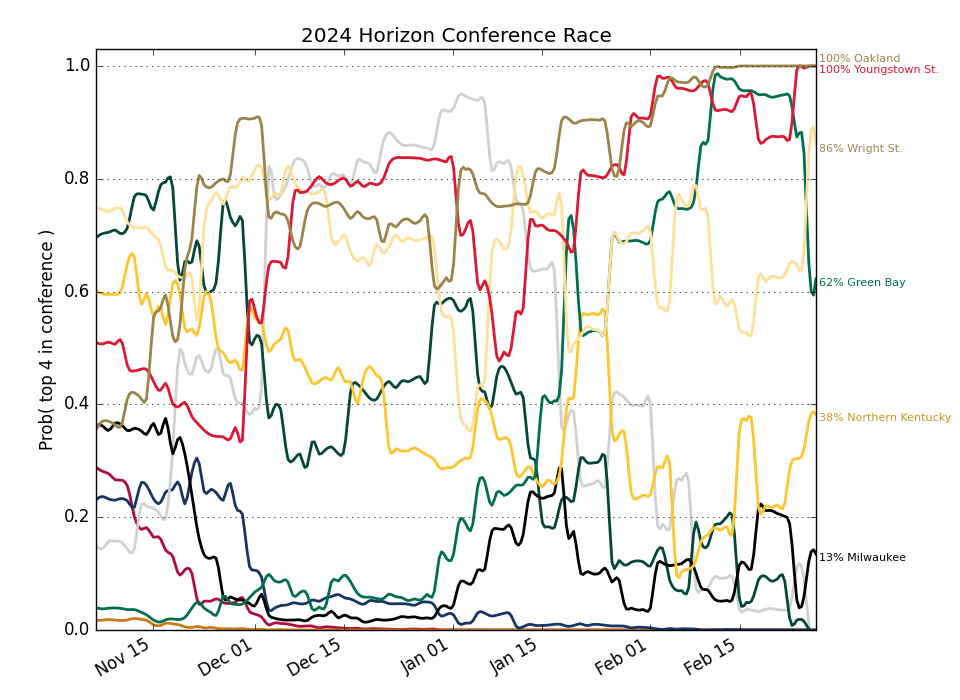 2024 Horizon Conference Race
Prob( top 4 in conference )
1.0
0.8
0.6
0.4
0.2
0.0
Nov 15
Dec 01
Dec 15
Jan 01
Jan 15
Feb 01
Feb 15
100% Oakland
100% Youngstown St.
86% Wright St.
62% Green Bay
38% Northern Kentucky
13% Milwaukee